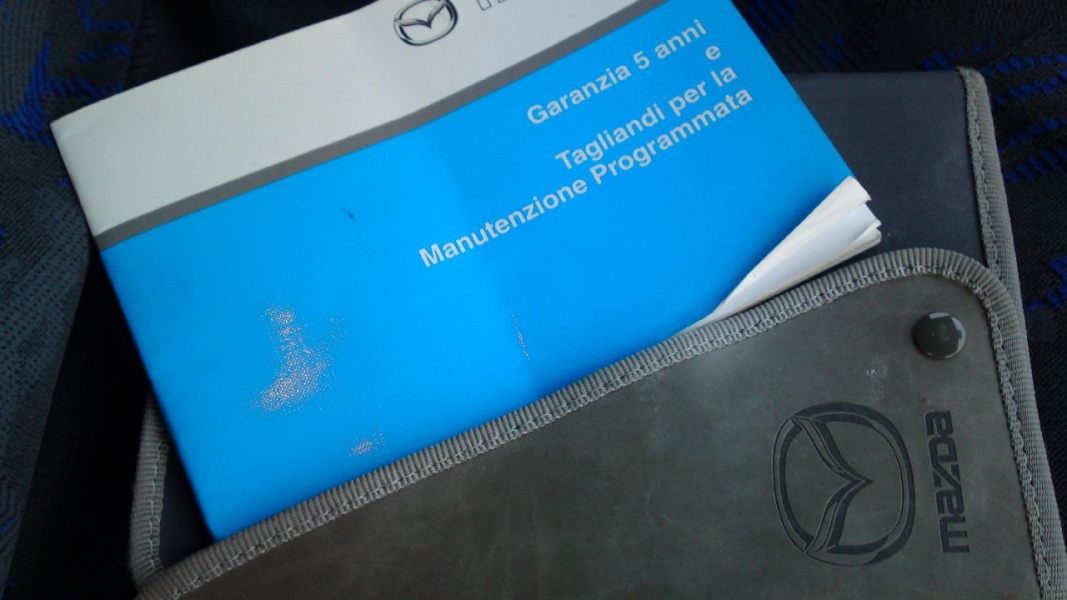 Garanzia 5 anni
e
Tagliandi per la
Manutenzione Programmata
mazda